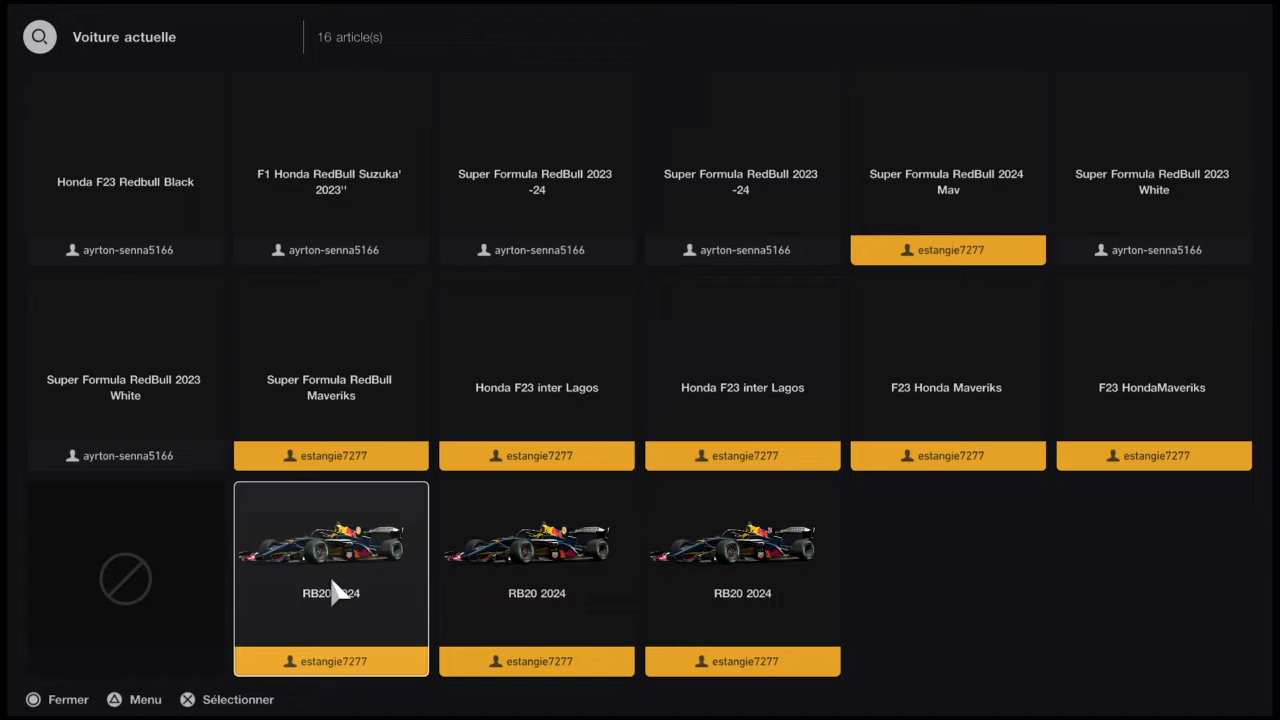 Voiture actuelle
16 article(s)
Honda F23 Redbull Black
ayrton-senna5166
F1 Honda RedBull Suzuka'
2023''
ayrton-senna5166
Super Formula RedBull 2023
-24
ayrton-senna5166
Super Formula RedBull 2023
-24
ayrton-senna5166
Super Formula RedBull 2024
Mav
estangie7277
Super Formula RedBull 2023
White
ayrton-senna5166
Super Formula RedBull 2023
White
ayrton-senna5166
Super Formula RedBull
Maveriks
estangie7277
Honda F23 inter Lagos
estangie7277
Honda F23 inter Lagos
estangie7277
F23 Honda Maveriks
estangie7277
F23 HondaMaveriks
estangie7277
RB20 2024
estangie7277
RB20 2024
estangie7277
RB20 2024
estangie7277
Fermer
Menu
Sélectionner